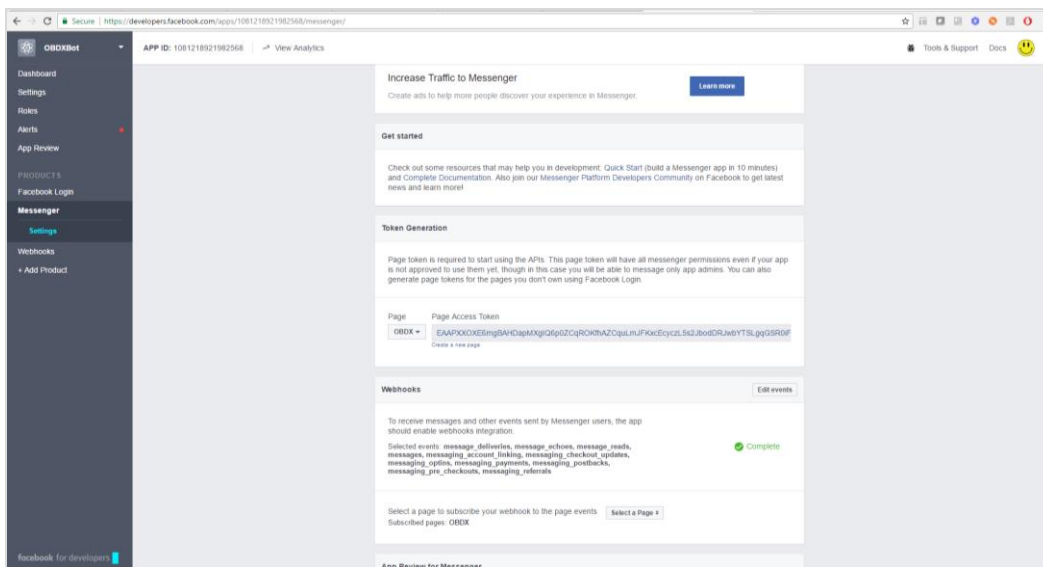 Secure | https://developers.facebook.com/apps/1081218921982568/messenger/
OBDXBot
APP ID: 1081218921982568
View Analytics
Tools & Support
Docs
Dashboard
Settings
Roles
Alerts
App Review
PRODUCTS
Facebook Login
Messenger
Settings
Webhooks
+ Add Product
facebook for developers
Increase Traffic to Messenger
Create ads to help more people discover your experience in Messenger.
Learn more
Get started
Check out some resources that may help you in development: Quick Start (build a Messenger app in 10 minutes)
and Complete Documentation. Also join our Messenger Platform Developers Community on Facebook to get latest
news and learn more!
Token Generation
Page token is required to start using the APIs. This page token will have all messenger permissions even if your app
is not approved to use them yet, though in this case you will be able to message only app admins. You can also
generate page tokens for the pages you don't own using Facebook Login.
Page
Page Access Token
OBDX
Create a new page
Webhooks
Edit events
To receive messages and other events sent by Messenger users, the app
should enable webhooks integration.
Selected events: message_deliveries, message_echoes, message_reads,
messages, messaging_account_linking, messaging_checkout_updates,
messaging_optins, messaging_payments, messaging_postbacks,
messaging_pre_checkouts, messaging_referrals
Complete
Select a page to subscribe your webhook to the page events
Select a Page
Subscribed pages: OBDX
App Review for Messenger